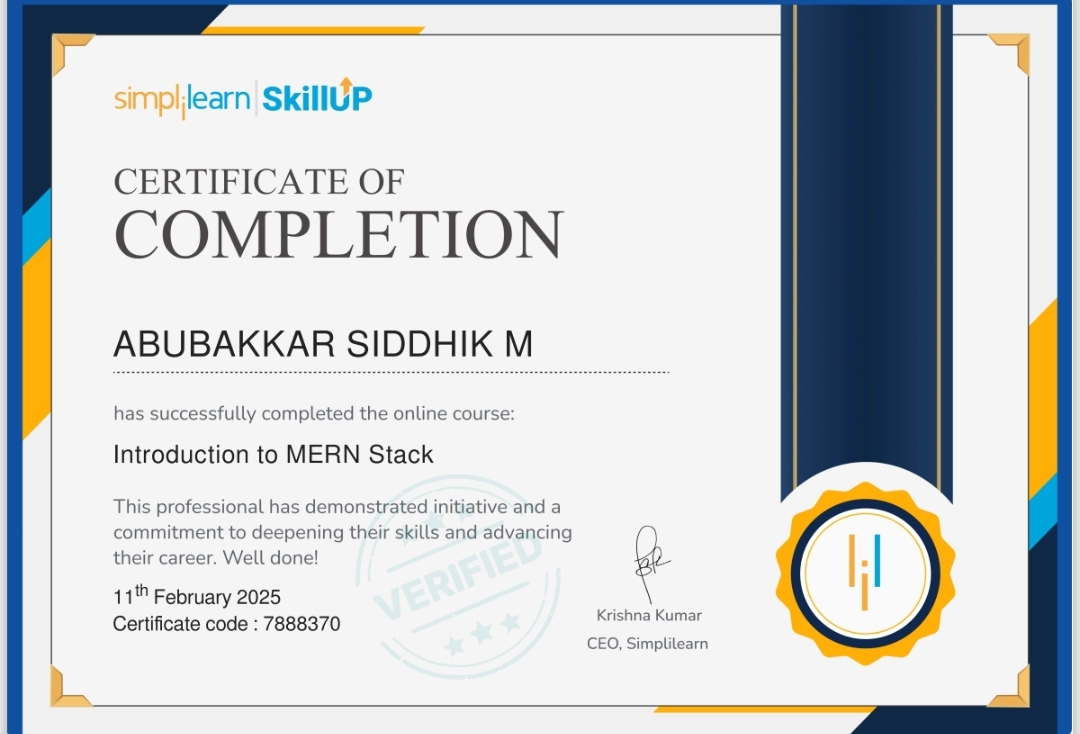 simplilearn | SkillUP
CERTIFICATE OF
COMPLETION
ABUBAKKAR SIDDHIK M
has successfully completed the online course:
Introduction to MERN Stack
This professional has demonstrated initiative and a
commitment to deepening their skills and advancing
their career. Well done!
11th February 2025
Certificate code : 7888370
VERIFIED
Krishna Kumar
CEO, Simplilearn